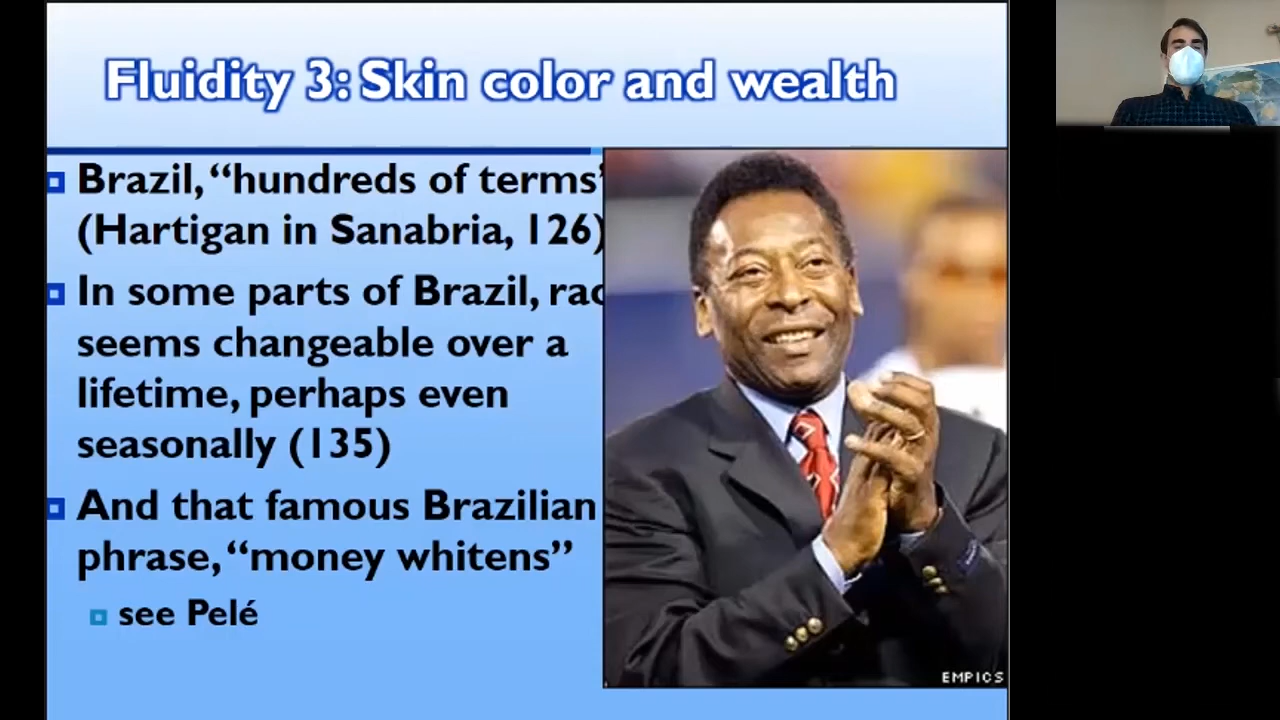 Fluidity 3: Skin color and wealth
Brazil, “hundreds of terms”
(Hartigan in Sanabria, 126)
In some parts of Brazil,
seems changeable over a
lifetime, perhaps even
seasonally (135)
And that famous Brazilian
phrase, “money whitens”
see Pelé
EMPICS